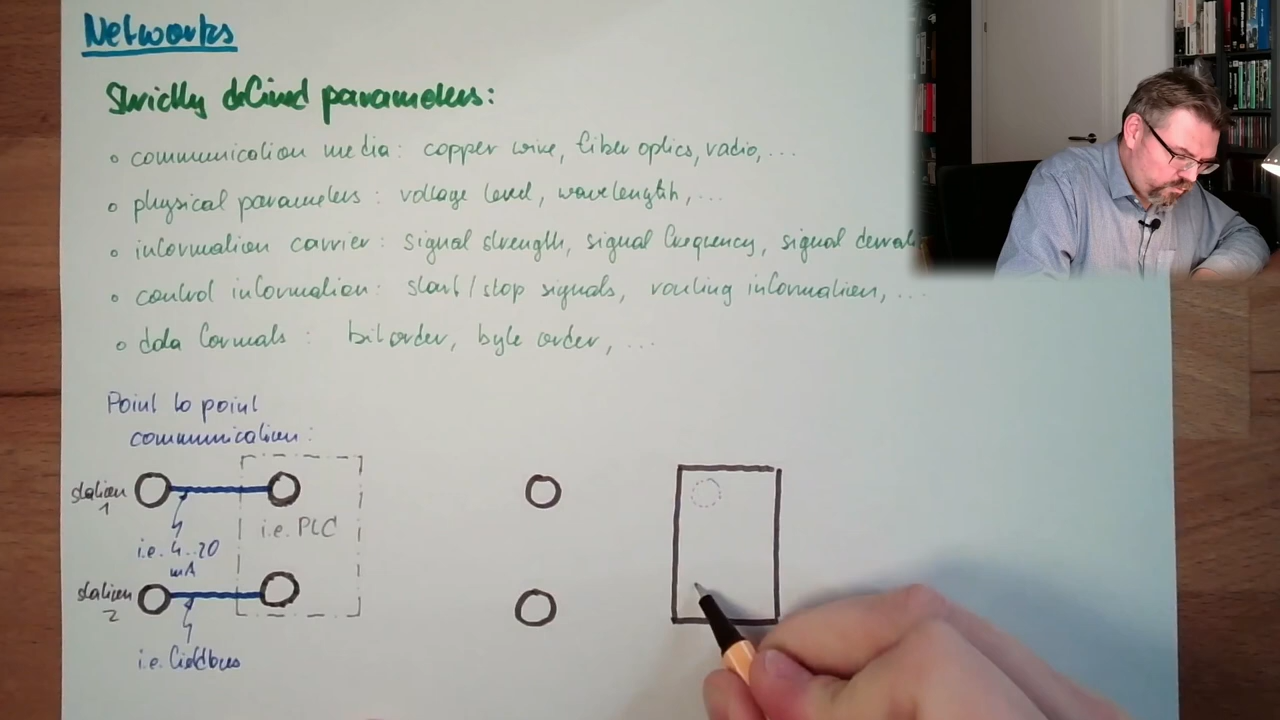 Networks
Strictly defined parameters:
communication media: copper wire, fiber optics, radio, ...
physical parameters: voltage level, wavelength, ...
information carrier: signal strength, signal frequency, signal
control information: start/stop signals, routing information, ...
data formats: bit order, byte order, ...
Point to point
communication:
station
1
i.e. PLC
i.e. 4..20
mA
station
2
i.e. fieldbus